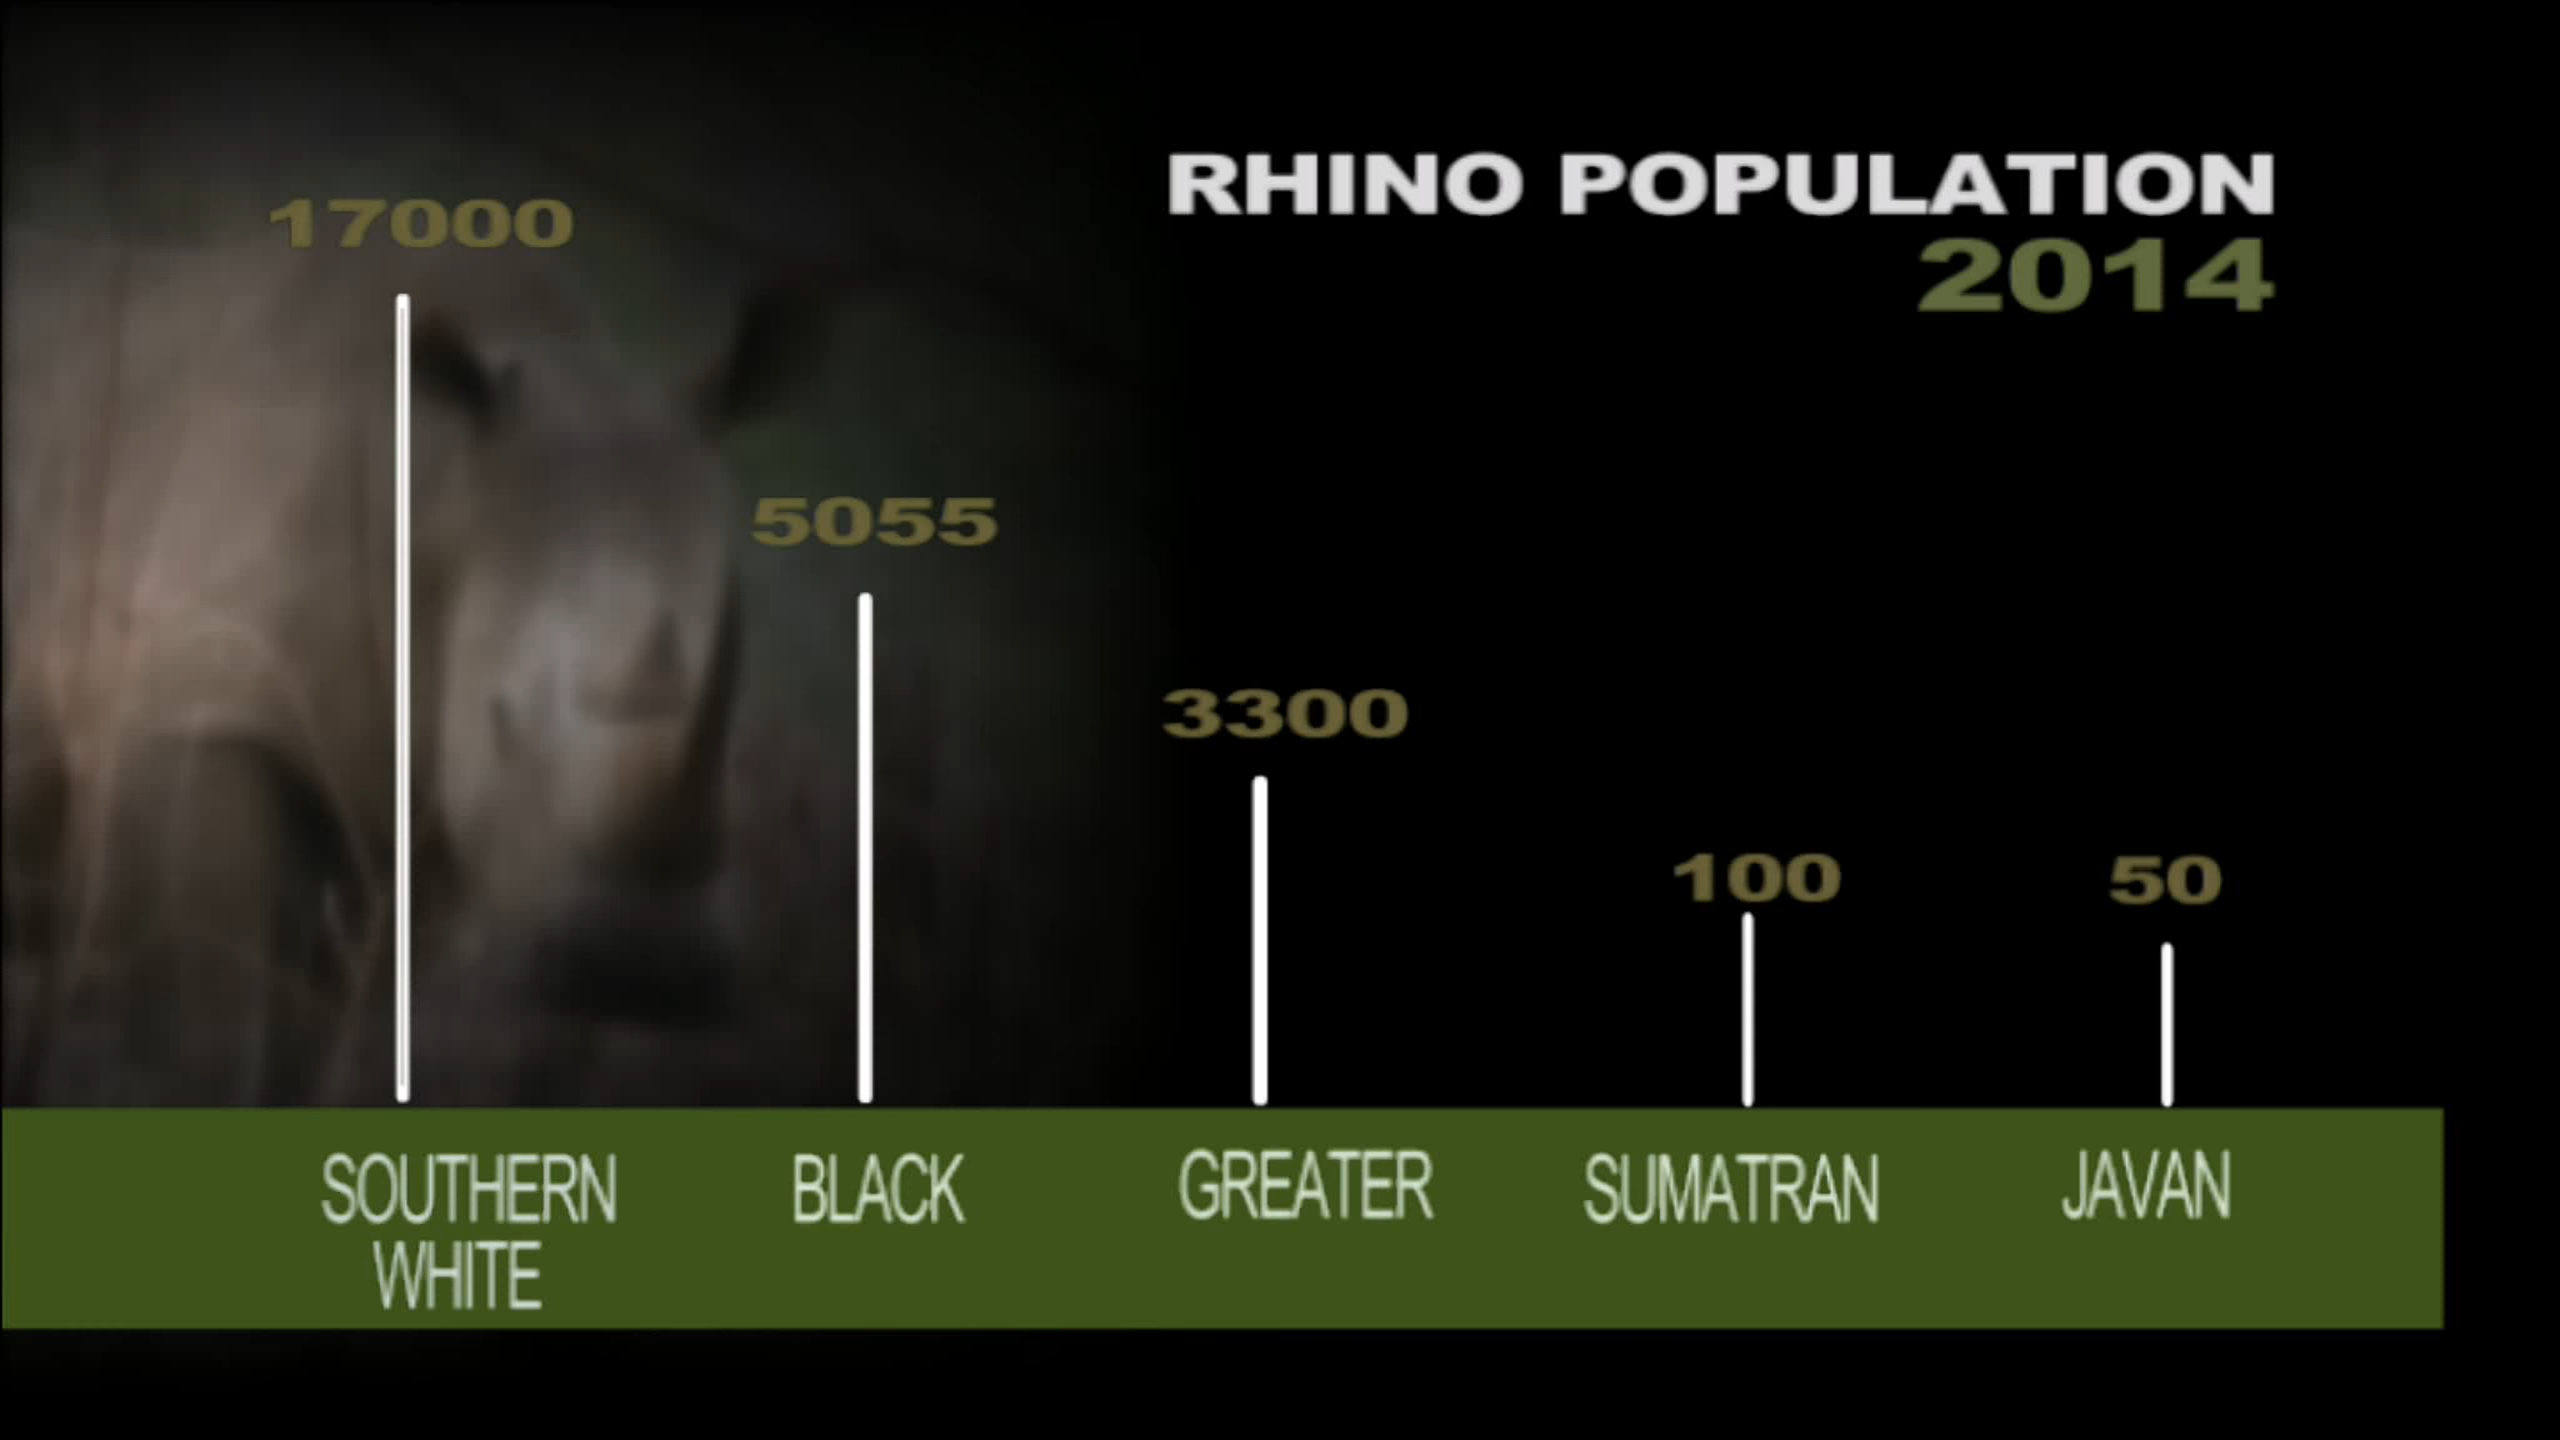 RHINO POPULATION
2014
17000
5055
3300
100
50
SOUTHERN
WHITE
BLACK
GREATER
SUMATRAN
JAVAN